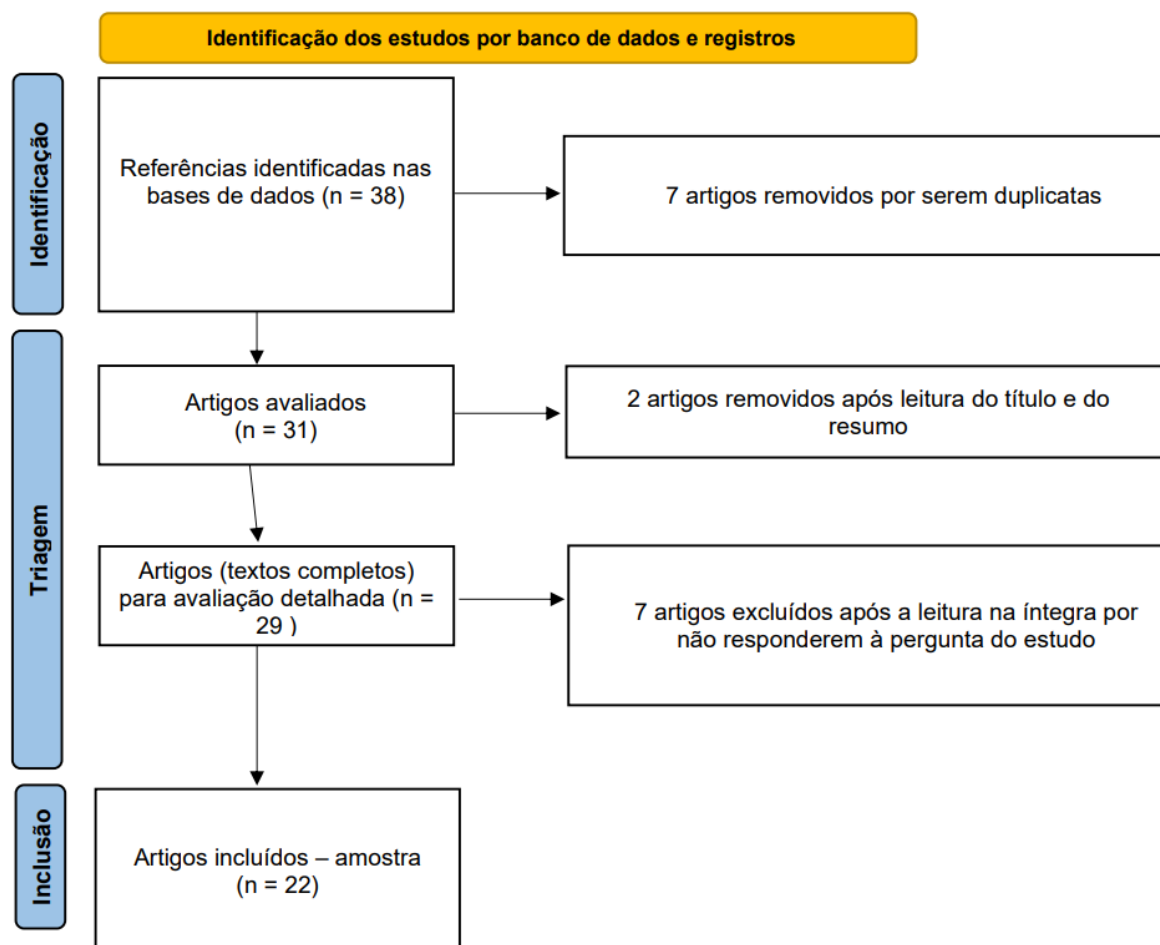 Identificação dos estudos por banco de dados e registros
Identificação
Referências identificadas nas
bases de dados (n = 38)
7 artigos removidos por serem duplicatas
Triagem
Artigos avaliados
(n = 31)
2 artigos removidos após leitura do título e do
resumo
Artigos (textos completos)
para avaliação detalhada (n =
29 )
7 artigos excluídos após a leitura na íntegra por
não responderem à pergunta do estudo
Inclusão
Artigos incluídos – amostra
(n = 22)